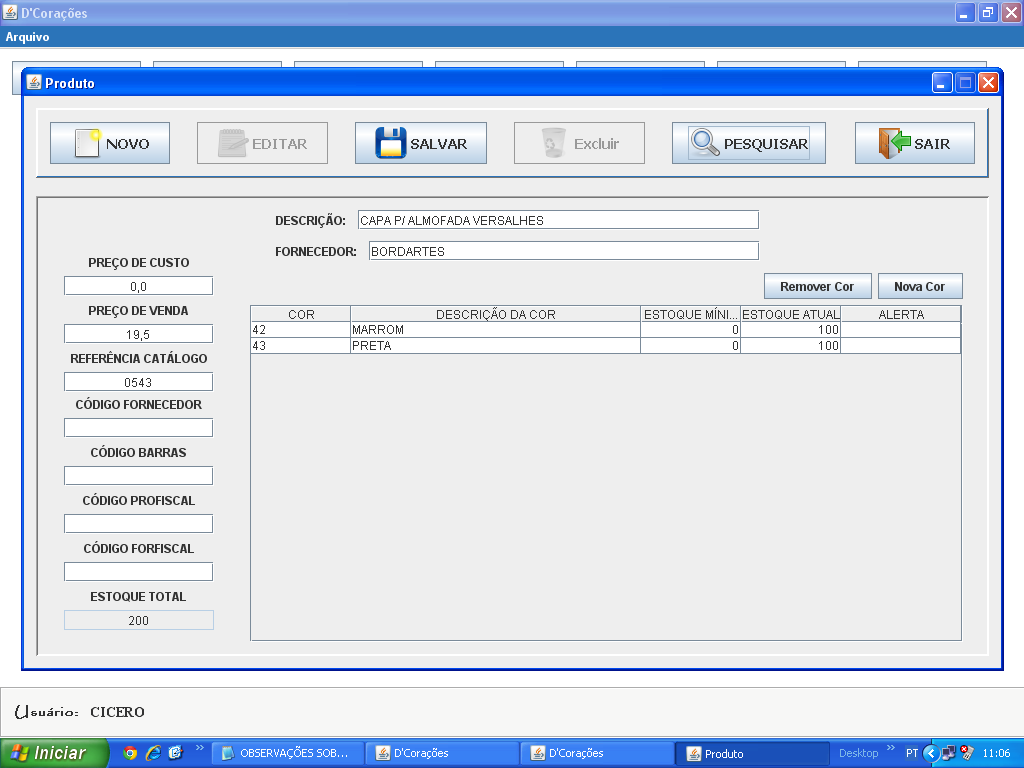 D'Corações
Arquivo
Produto
NOVO
EDITAR
SALVAR
Excluir
PESQUISAR
SAIR
DESCRIÇÃO: CAPA P/ ALMOFADA VERSALHES
FORNECEDOR: BORDARTES
PREÇO DE CUSTO
0,0
PREÇO DE VENDA
19,5
REFERÊNCIA CATÁLOGO
0543
CÓDIGO FORNECEDOR
CÓDIGO BARRAS
CÓDIGO PROFISCAL
CÓDIGO FORFISCAL
ESTOQUE TOTAL
200
Remover Cor
Nova Cor
COR DESCRIÇÃO DA COR ESTOQUE MÍNI... ESTOQUE ATUAL ALERTA
42 MARROM 0 100
43 PRETA 0 100
Usuário: CICERO
Iniciar
OBSERVAÇÕES SOB...
D'Corações
D'Corações
Produto
Desktop
PT
11:06